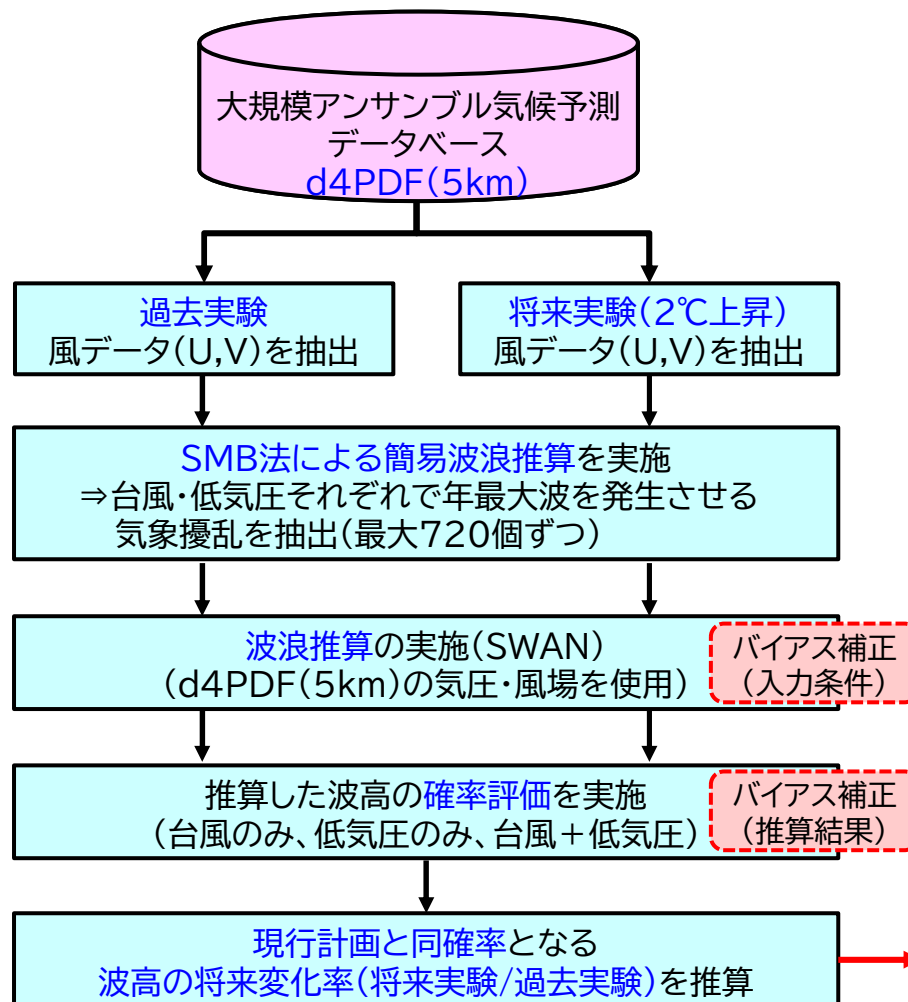 大規模アンサンブル気候予測
データベース
d4PDF(5km)
過去実験
風データ(U,V)を抽出
将来実験(2℃上昇)
風データ(U,V)を抽出
SMB法による簡易波浪推算を実施
⇒台風・低気圧それぞれで年最大波を発生させる
気象擾乱を抽出(最大720個ずつ)
波浪推算の実施(SWAN)
(d4PDF(5km)の気圧・風場を使用)
バイアス補正
(入力条件)
推算した波高の確率評価を実施
(台風のみ、低気圧のみ、台風+低気圧)
バイアス補正
(推算結果)
現行計画と同確率となる
波高の将来変化率(将来実験/過去実験)を推算